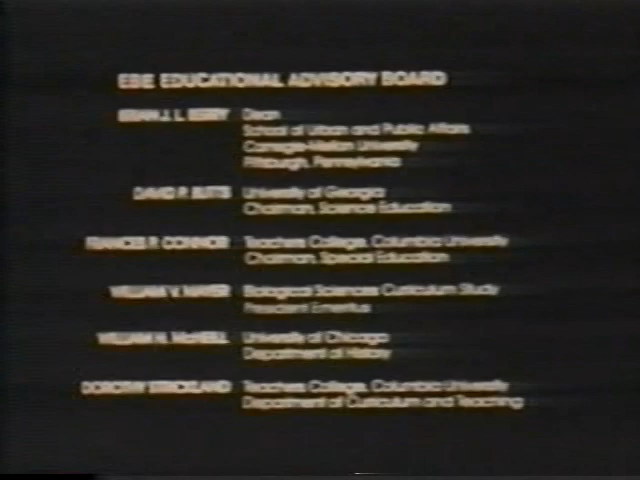 EBE EDUCATIONAL ADVISORY BOARD
BRIAN J. L. BERRY Dean
School of Urban and Public Affairs
Carnegie-Mellon University
Pittsburgh, Pennsylvania
DAVID P. BUTTS University of Georgia
Chairman, Science Education
FRANCES P. CONNOR Teachers College, Columbia University
Chairman, Special Education
WILLIAM V. MAYER Biological Sciences Curriculum Study
President Emeritus
WILLIAM H. McNEILL University of Chicago
Department of History
DOROTHY STRICKLAND Teachers College, Columbia University
Department of Curriculum and Teaching